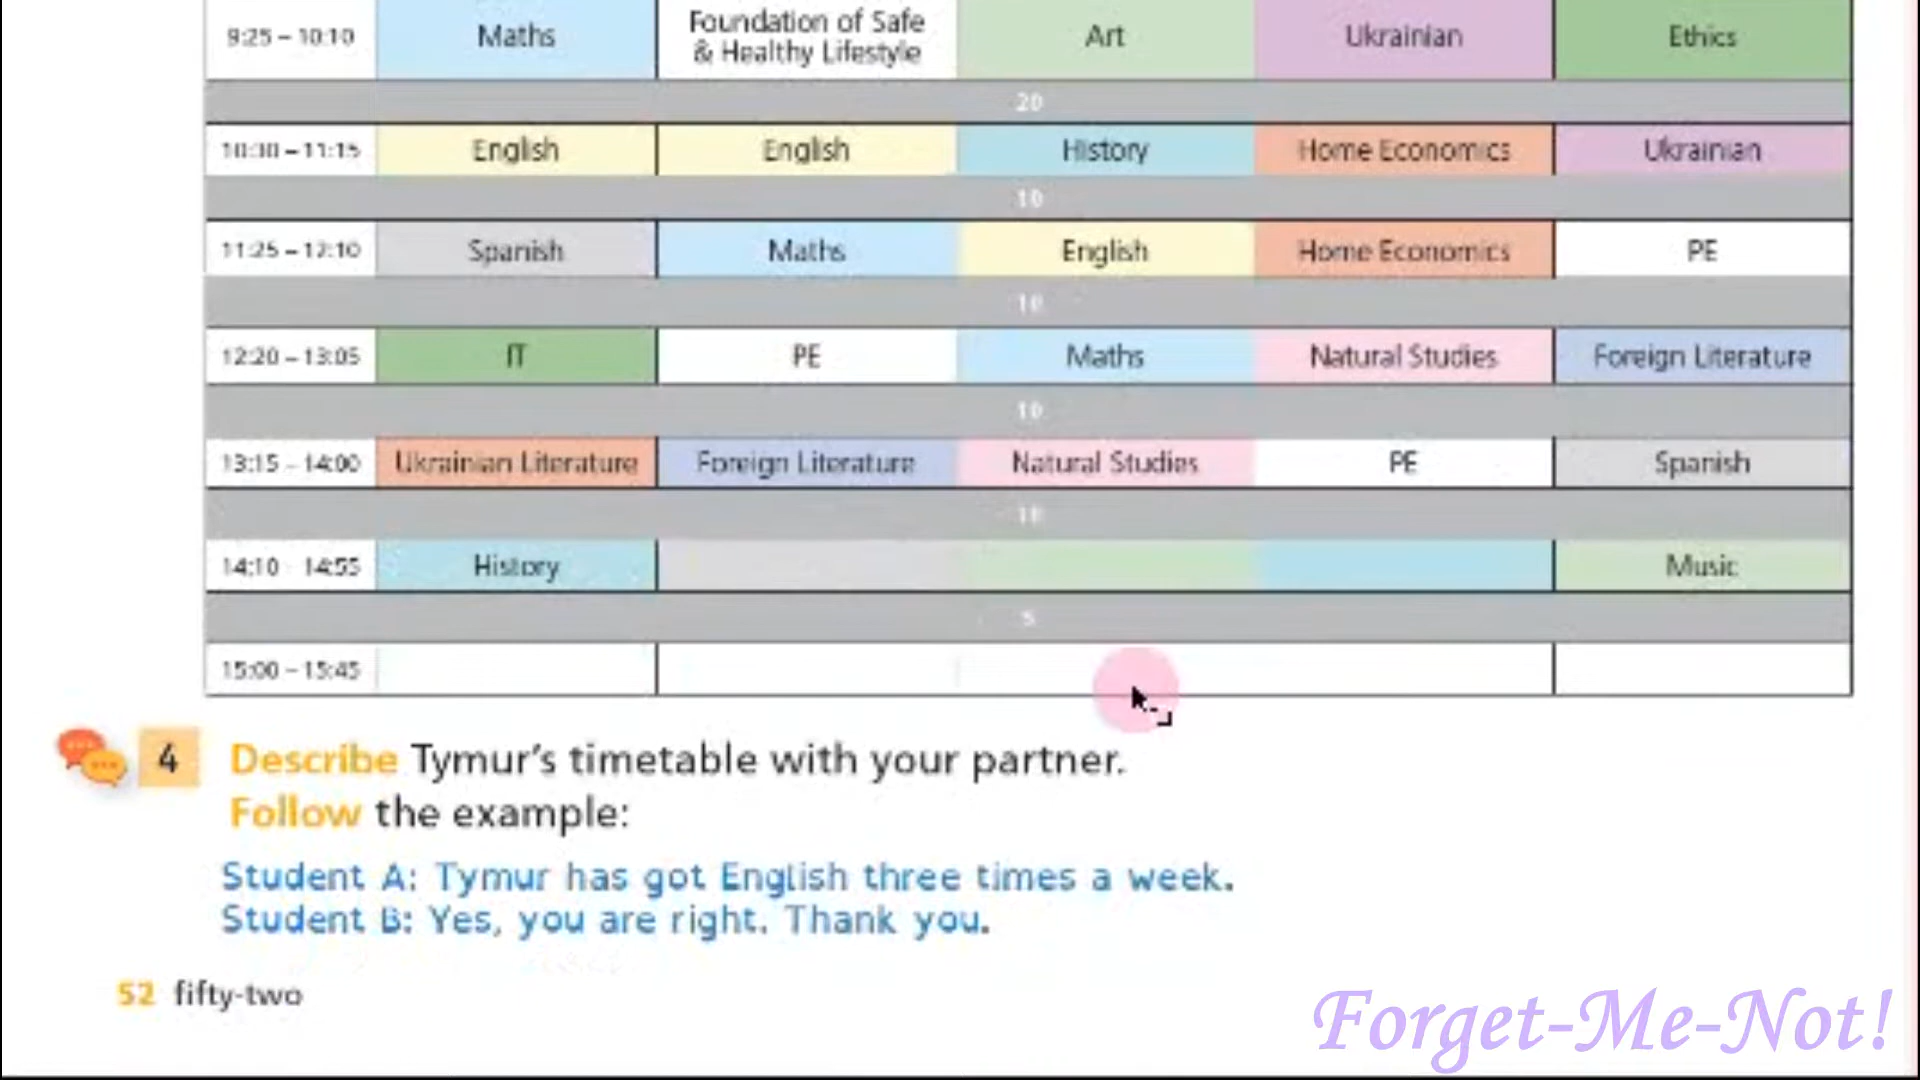 9:25 – 10:10 Maths Foundation of Safe & Healthy Lifestyle Art Ukrainian Ethics
20
10:30 – 11:15 English English History Home Economics Ukrainian
10
11:25 – 12:10 Spanish Maths English Home Economics PE
10
12:20 – 13:05 IT PE Maths Natural Studies Foreign Literature
10
13:15 – 14:00 Ukrainian Literature Foreign Literature Natural Studies PE Spanish
10
14:10 – 14:55 History Music
5
15:00 – 15:45
4 Describe Tymur's timetable with your partner.
Follow the example:
Student A: Tymur has got English three times a week.
Student B: Yes, you are right. Thank you.
52 fifty-two
Forget-Me-Not!